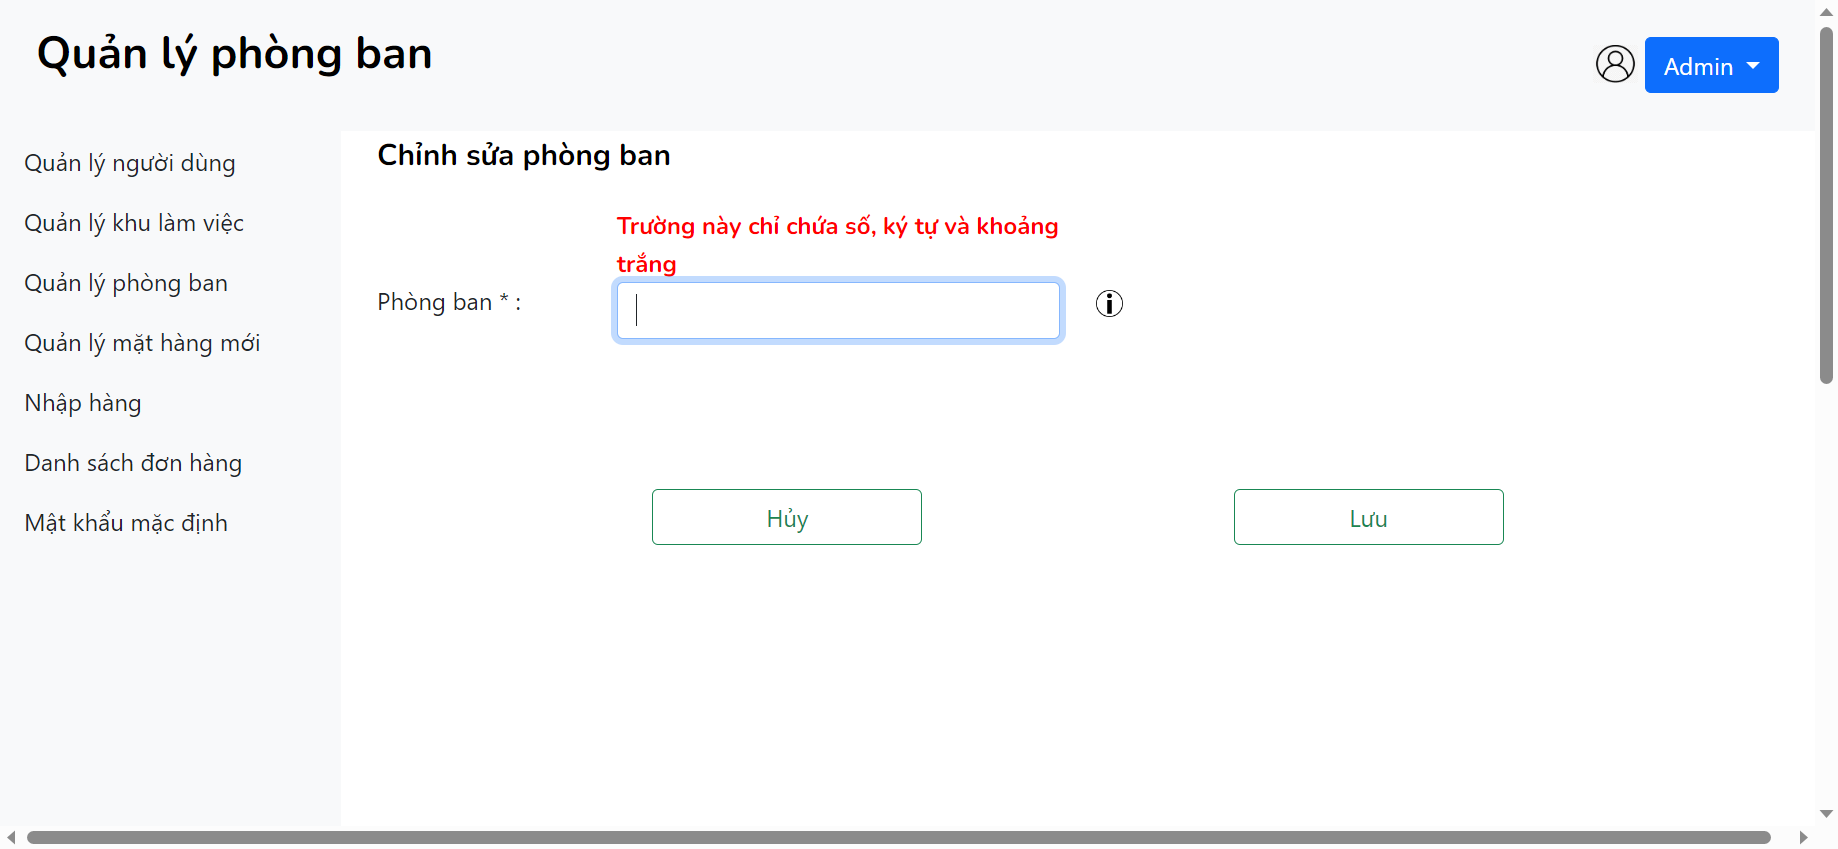 Quản lý phòng ban
Admin
Quản lý người dùng
Quản lý khu làm việc
Quản lý phòng ban
Quản lý mặt hàng mới
Nhập hàng
Danh sách đơn hàng
Mật khẩu mặc định
Chỉnh sửa phòng ban
Trường này chỉ chứa số, ký tự và khoảng
trắng
Phòng ban * :
Hủy
Lưu